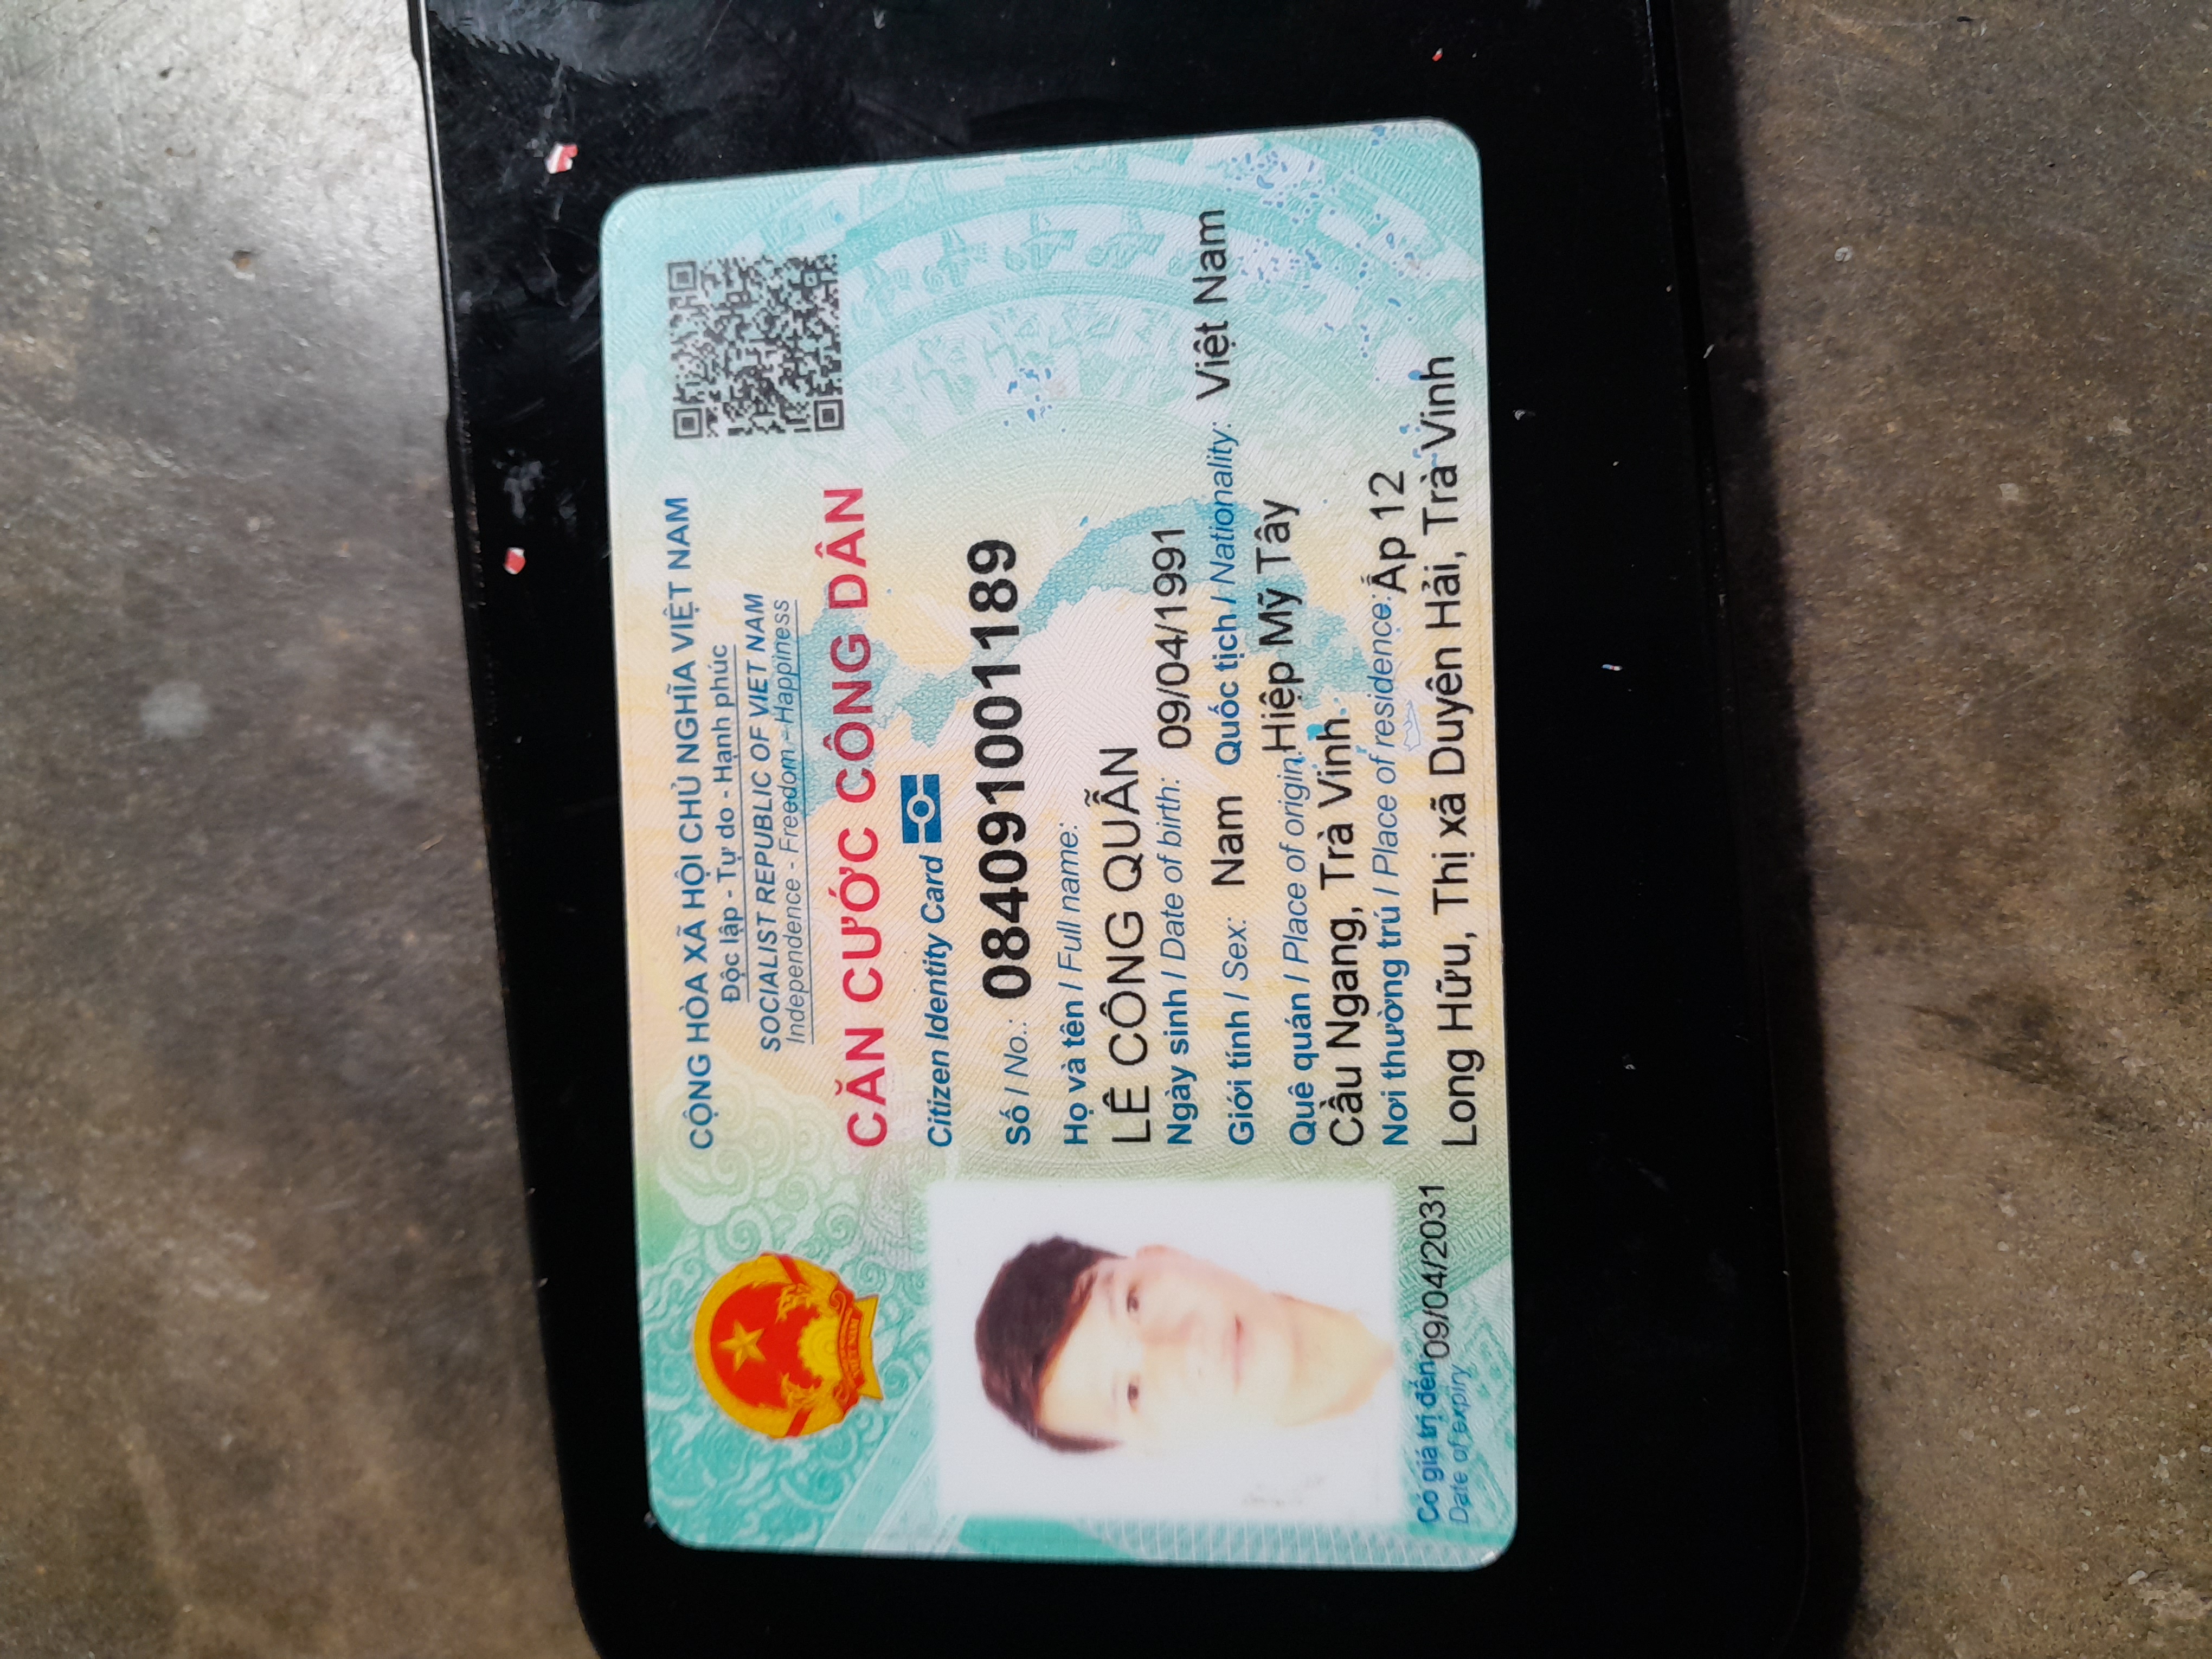 CỘNG HÒA XÃ HỘI CHỦ NGHĨA VIỆT NAM
Độc lập - Tự do - Hạnh phúc
SOCIALIST REPUBLIC OF VIET NAM
Independence - Freedom - Happiness
CĂN CƯỚC CÔNG DÂN
Citizen Identity Card
Số / No.: 084091001189
Họ và tên / Full name:
LÊ CÔNG QUẪN
Ngày sinh / Date of birth: 09/04/1991
Giới tính / Sex: Nam Quốc tịch / Nationality: Việt Nam
Quê quán / Place of origin: Hiệp Mỹ Tây
Cầu Ngang, Trà Vinh
Nơi thường trú / Place of residence: Ấp 12
Long Hữu, Thị xã Duyên Hải, Trà Vinh
Có giá trị đến: 09/04/2031
Date of expiry